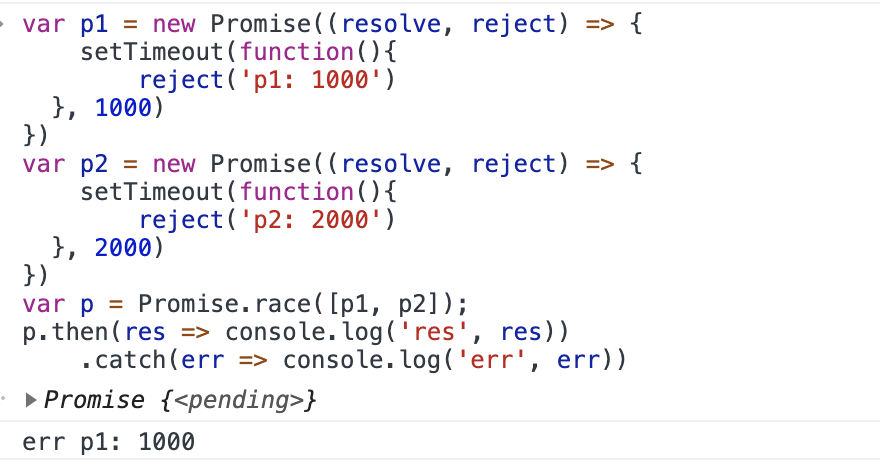 var p1 = new Promise((resolve, reject) => {
    setTimeout(function(){
        reject('p1: 1000')
  }, 1000)
})
var p2 = new Promise((resolve, reject) => {
    setTimeout(function(){
        reject('p2: 2000')
  }, 2000)
})
var p = Promise.race([p1, p2]);
p.then(res => console.log('res', res))
    .catch(err => console.log('err', err))
Promise {<pending>}
err p1: 1000